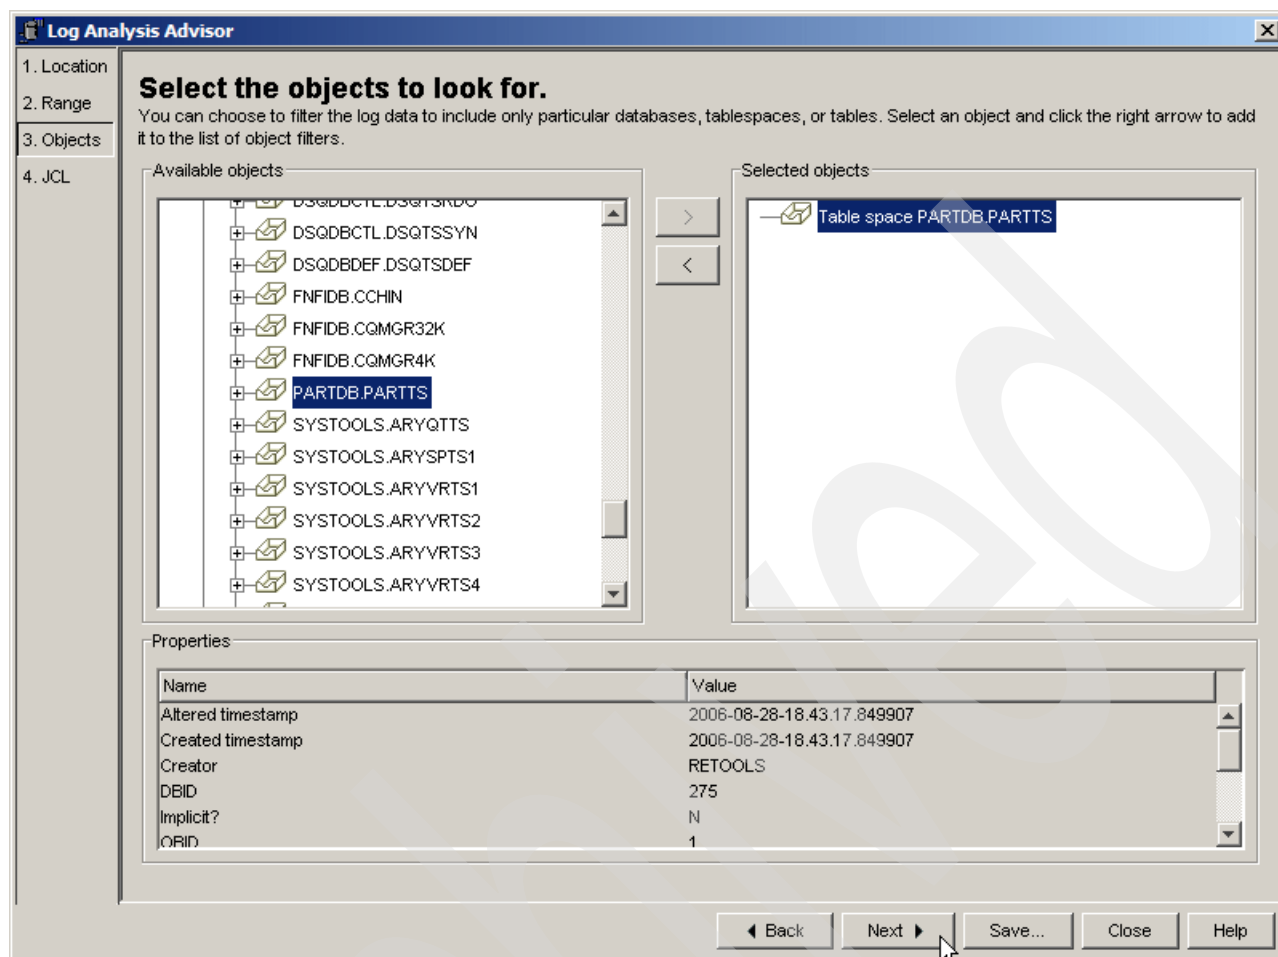 Log Analysis Advisor
1. Location
2. Range
3. Objects
4. JCL
Select the objects to look for.
You can choose to filter the log data to include only particular databases, tablespaces, or tables. Select an object and click the right arrow to add
it to the list of object filters.
Available objects
DSQDBCTL.DSQTSRDO
DSQDBCTL.DSQTSSYN
DSQDBDEF.DSQTSDEF
FNFIDB.CCHIN
FNFIDB.CQMGR32K
FNFIDB.CQMGR4K
PARTDB.PARTTS
SYSTOOLS.ARYQTTS
SYSTOOLS.ARYSPTS1
SYSTOOLS.ARYVRTS1
SYSTOOLS.ARYVRTS2
SYSTOOLS.ARYVRTS3
SYSTOOLS.ARYVRTS4
>
<
Selected objects
Table space PARTDB.PARTTS
Properties
Name Value
Altered timestamp 2006-08-28-18.43.17.849907
Created timestamp 2006-08-28-18.43.17.849907
Creator RETOOLS
DBID 275
Implicit? N
OBID 1
Back Next Save... Close Help